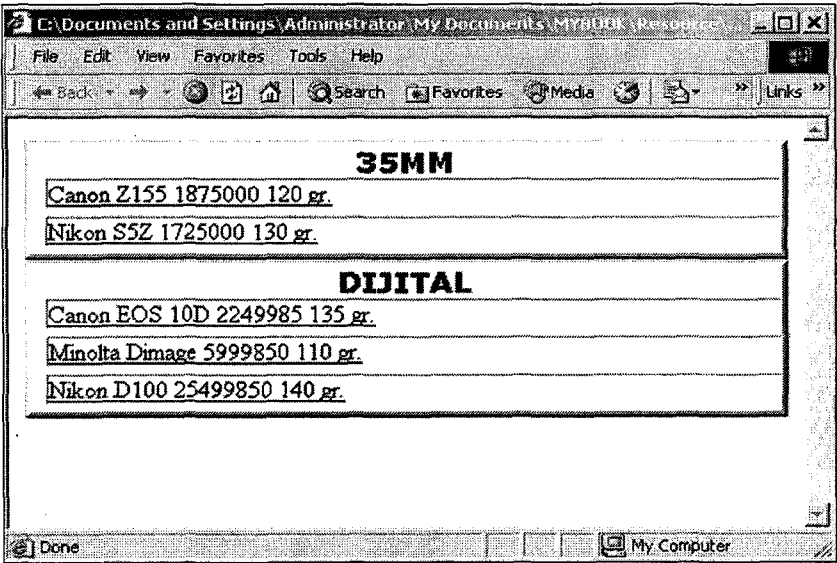 C:\Documents and Settings\Administrator\My Documents\MYBOOK\Resource\...
File Edit View Favorites Tools Help
Back Search Favorites Media » Links »
35MM
Canon Z155 1875000 120 gr.
Nikon S5Z 1725000 130 gr.
DIJITAL
Canon EOS 10D 2249985 135 gr.
Minolta Dimage 5999850 110 gr.
Nikon D100 25499850 140 gr.
Done My Computer